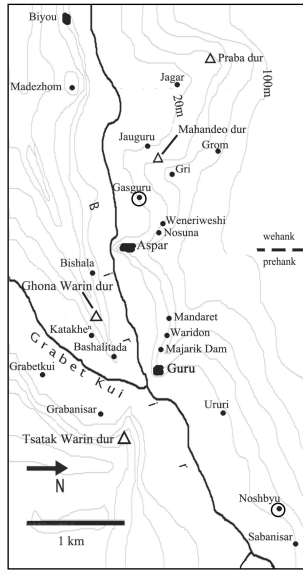 Biyou
Praba dur
Madezhom
Jagar
100m
20m
Mahandeo dur
Jauguru
Grom
Gri
Gasguru
Weneriweshi
Nosuna
Aspar
wehank
prehank
Bishala
Ghona Warin dur
Biri
Katakheⁿ
Bashalitada
Mandaret
Waridon
Majarik Dam
Guru
Grabetkui
Grabet Kui
Grabanisar
Ururi
Tsatak Warin dur
N
Noshbyu
1 km
Sabanisar